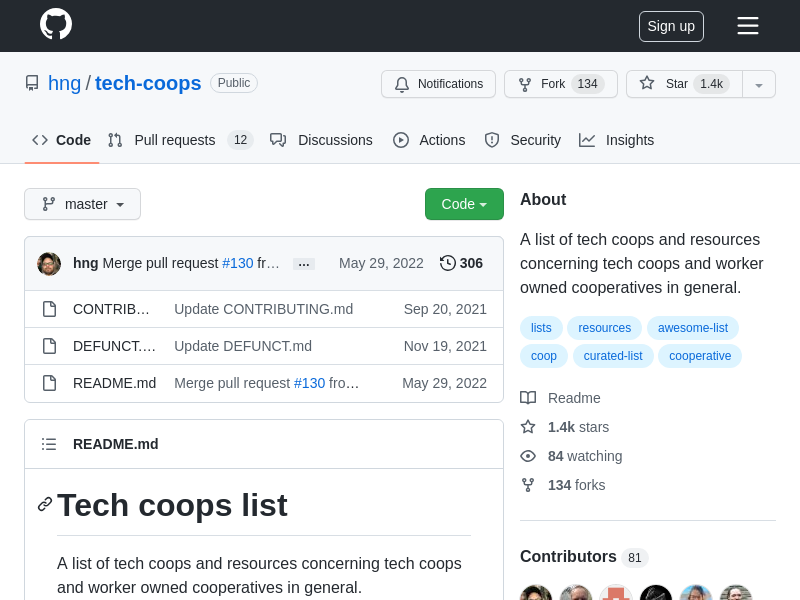 Sign up
hng / tech-coops Public
Notifications
Fork 134
Star 1.4k
Code
Pull requests 12
Discussions
Actions
Security
Insights
master
Code
hng Merge pull request #130 fr… … May 29, 2022 306
CONTRIB… Update CONTRIBUTING.md Sep 20, 2021
DEFUNCT.… Update DEFUNCT.md Nov 19, 2021
README.md Merge pull request #130 fro… May 29, 2022
README.md
Tech coops list
A list of tech coops and resources concerning tech coops
and worker owned cooperatives in general.
About
A list of tech coops and resources
concerning tech coops and worker
owned cooperatives in general.
lists resources awesome-list
coop curated-list cooperative
Readme
1.4k stars
84 watching
134 forks
Contributors 81